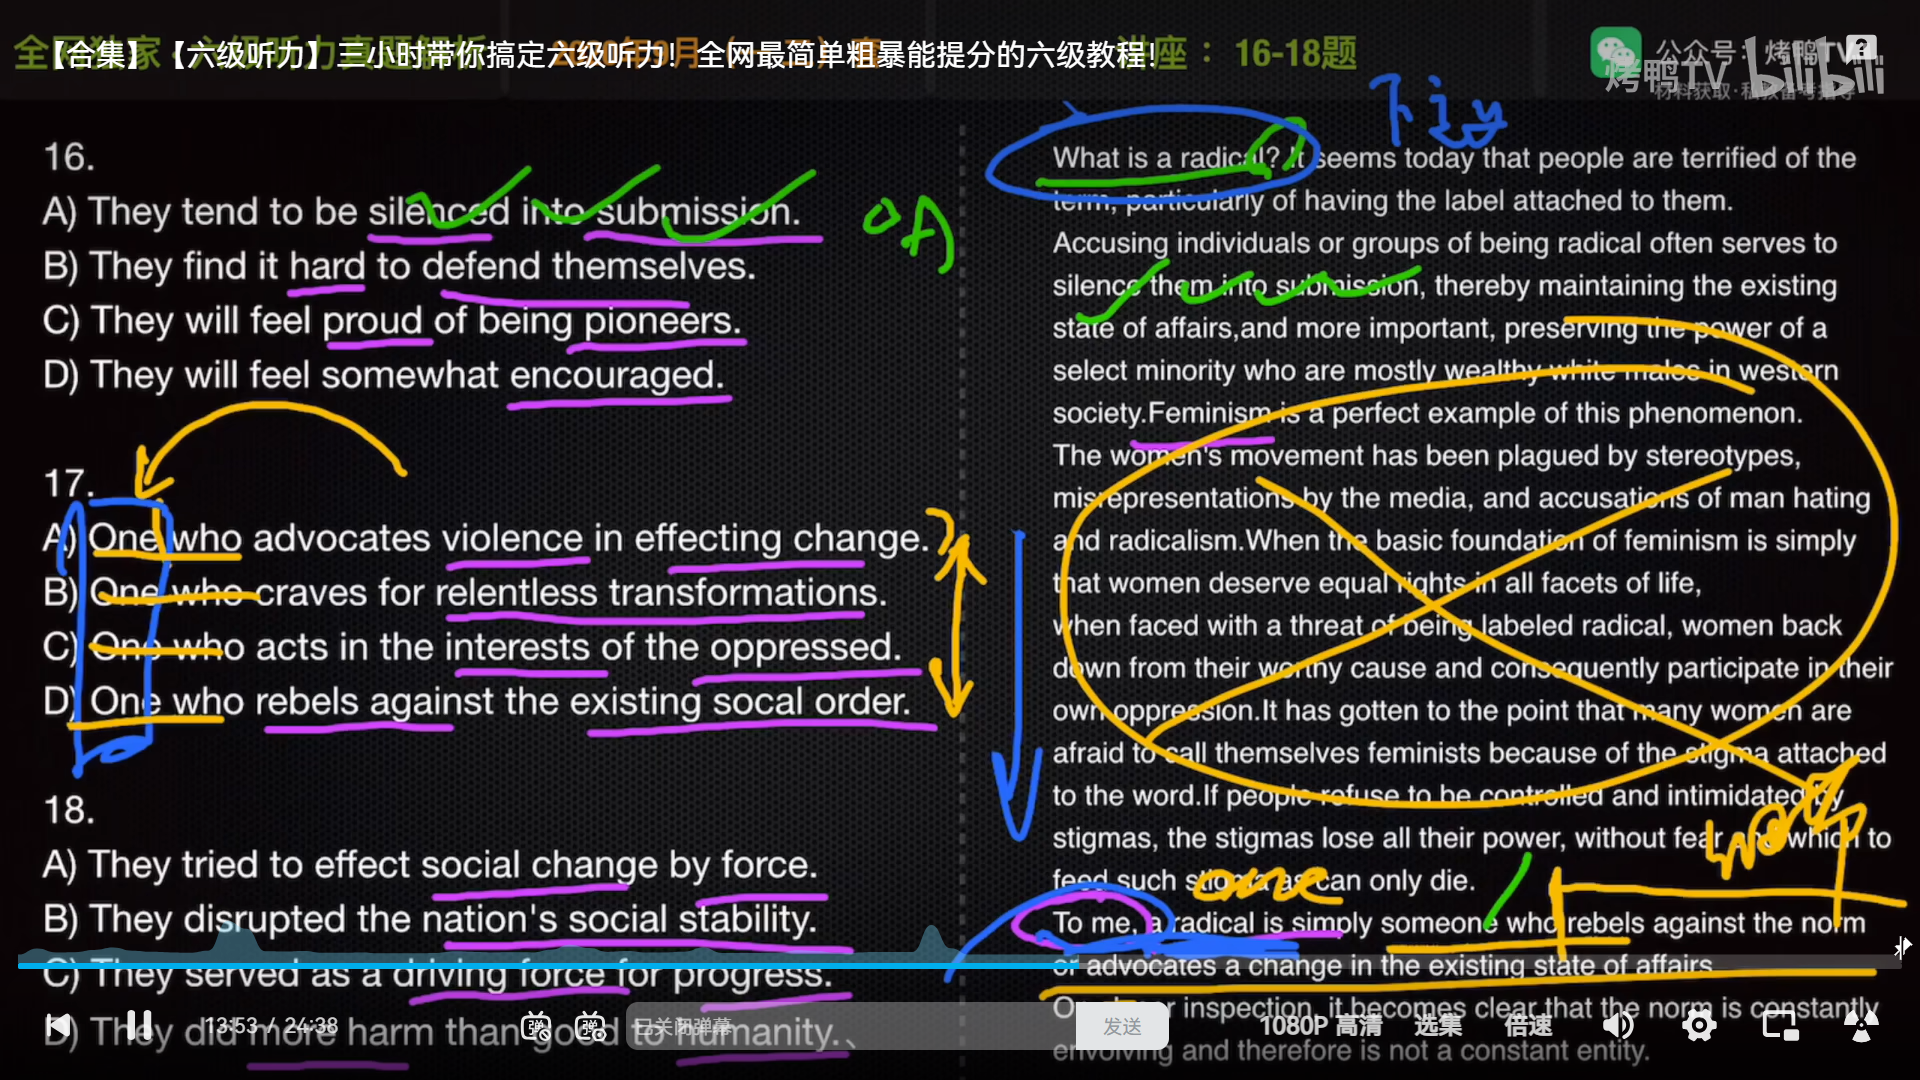 【合集】【六级听力】三小时带你搞定六级听力！全网最简单粗暴能提分的六级教程！
讲座： 16-18题
公众号：烤鸭TV
烤鸭TV bilibili
下边
16.
A) They tend to be silenced into submission.
B) They find it hard to defend themselves.
C) They will feel proud of being pioneers.
D) They will feel somewhat encouraged.
17.
A) One who advocates violence in effecting change.
B) One who craves for relentless transformations.
C) One who acts in the interests of the oppressed.
D) One who rebels against the existing socal order.
18.
A) They tried to effect social change by force.
B) They disrupted the nation's social stability.
C) They served as a driving force for progress.
D) They did more harm than good to humanity.、
What is a radical? It seems today that people are terrified of the
term, particularly of having the label attached to them.
Accusing individuals or groups of being radical often serves to
silence them into submission, thereby maintaining the existing
state of affairs,and more important, preserving the power of a
select minority who are mostly wealthy white males in western
society.Feminism is a perfect example of this phenomenon.
The women's movement has been plagued by stereotypes,
misrepresentations by the media, and accusations of man hating
and radicalism.When the basic foundation of feminism is simply
that women deserve equal rights in all facets of life,
when faced with a threat of being labeled radical, women back
down from their worthy cause and consequently participate in their
own oppression.It has gotten to the point that many women are
afraid to call themselves feminists because of the stigma attached
to the word.If people refuse to be controlled and intimidated by
stigmas, the stigmas lose all their power, without fear and which to
feed such stigma as can only die.
one
To me, a radical is simply someone who rebels against the norm
or advocates a change in the existing state of affairs.
On closer inspection, it becomes clear that the norm is constantly
envolving and therefore is not a constant entity.
13:53 / 24:38
已关闭弹幕
发送
1080P 高清
选集
倍速